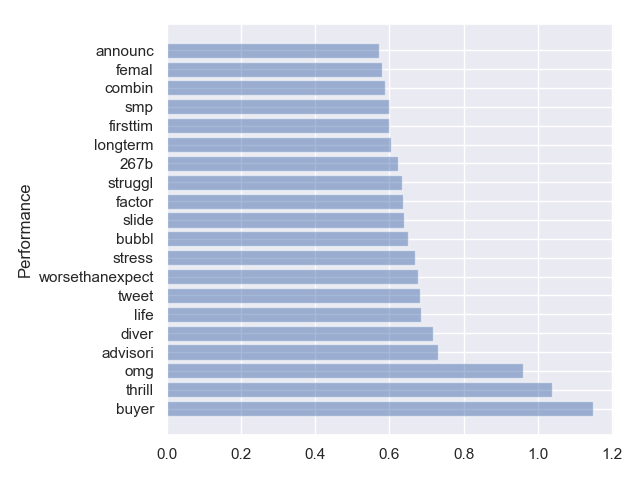 announc
femal
combin
smp
firsttim
longterm
267b
struggl
factor
slide
bubbl
stress
worsethanexpect
tweet
life
diver
advisori
omg
thrill
buyer
Performance
0.0 0.2 0.4 0.6 0.8 1.0 1.2